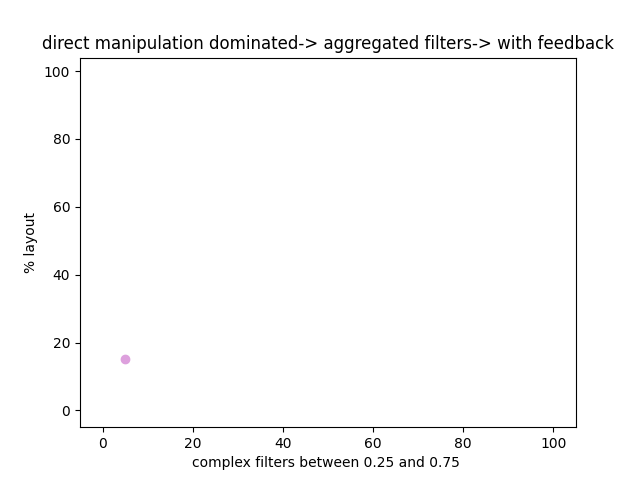 direct manipulation dominated-> aggregated filters-> with feedback
100
80
60
40
20
0
% layout
0 20 40 60 80 100
complex filters between 0.25 and 0.75